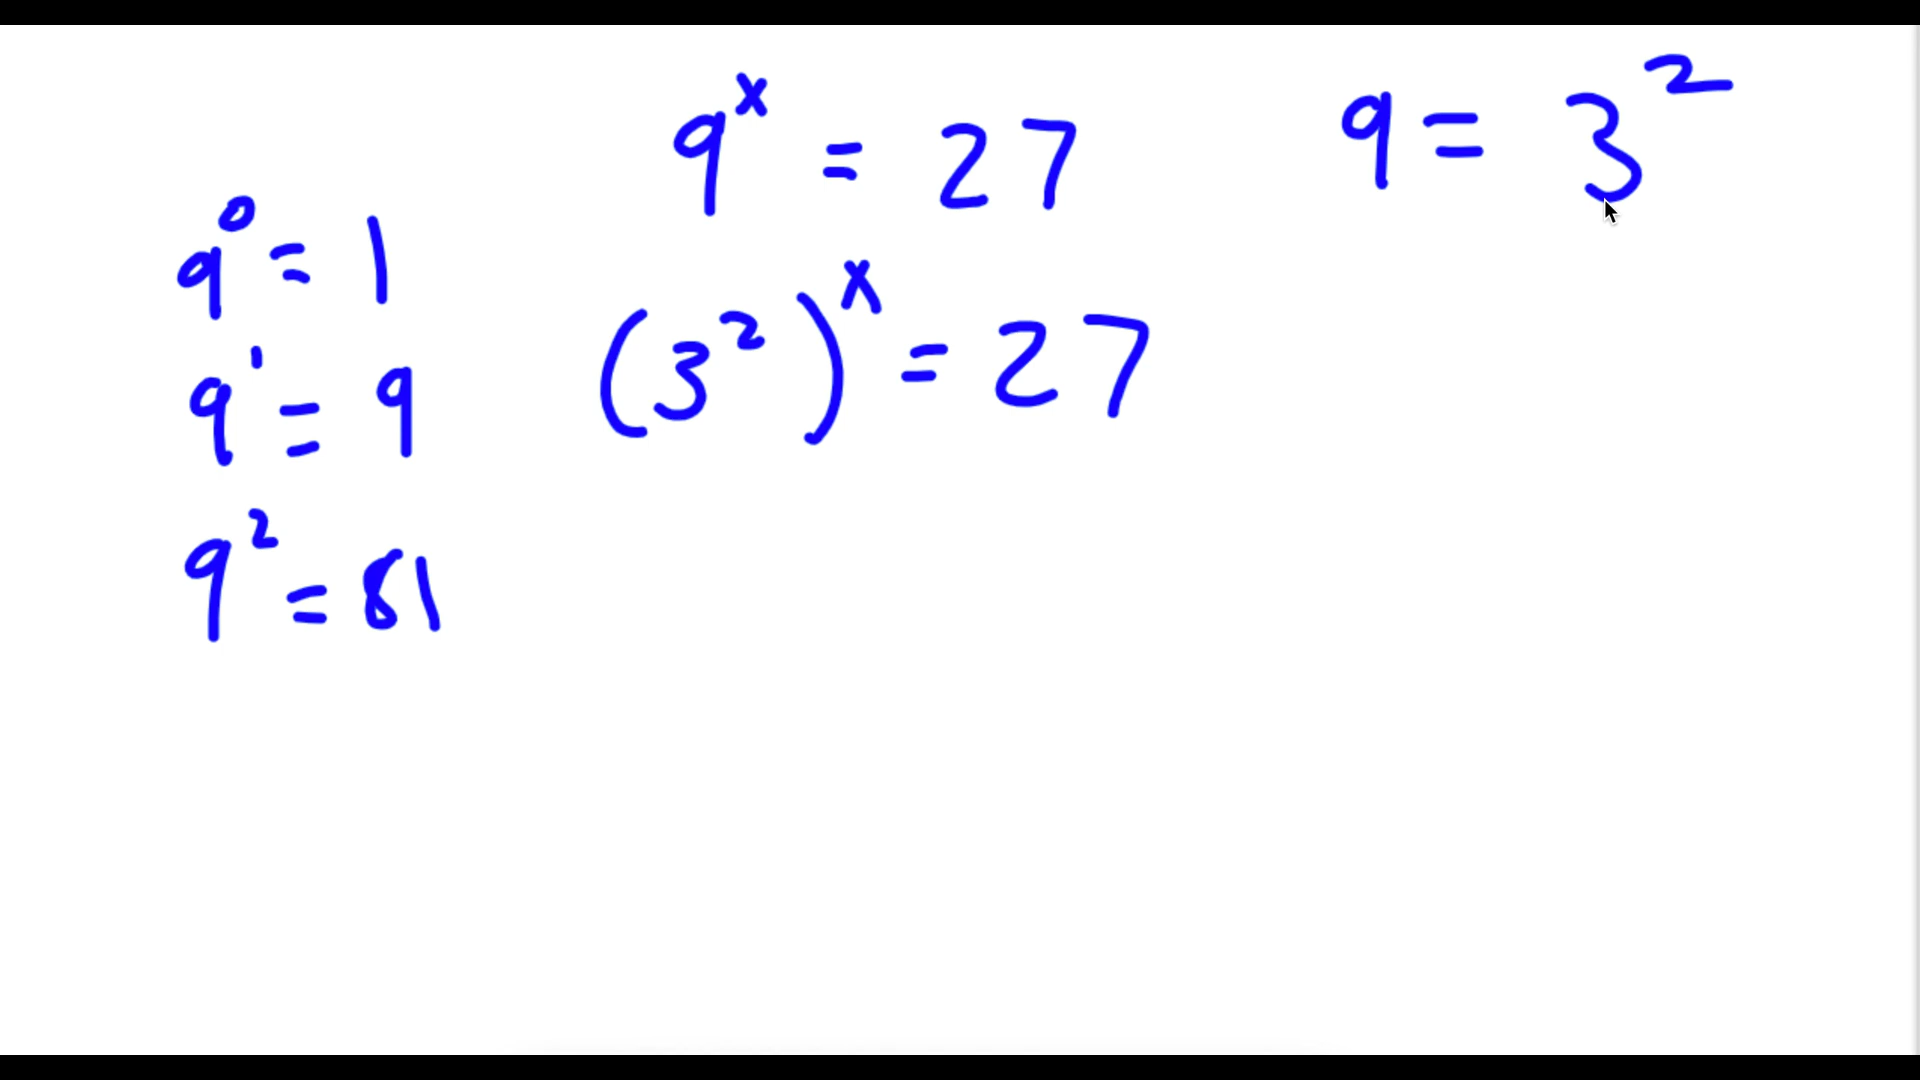 9^x = 27
9 = 3^2
9^0 = 1
(3^2)^x = 27
9^1 = 9
9^2 = 81